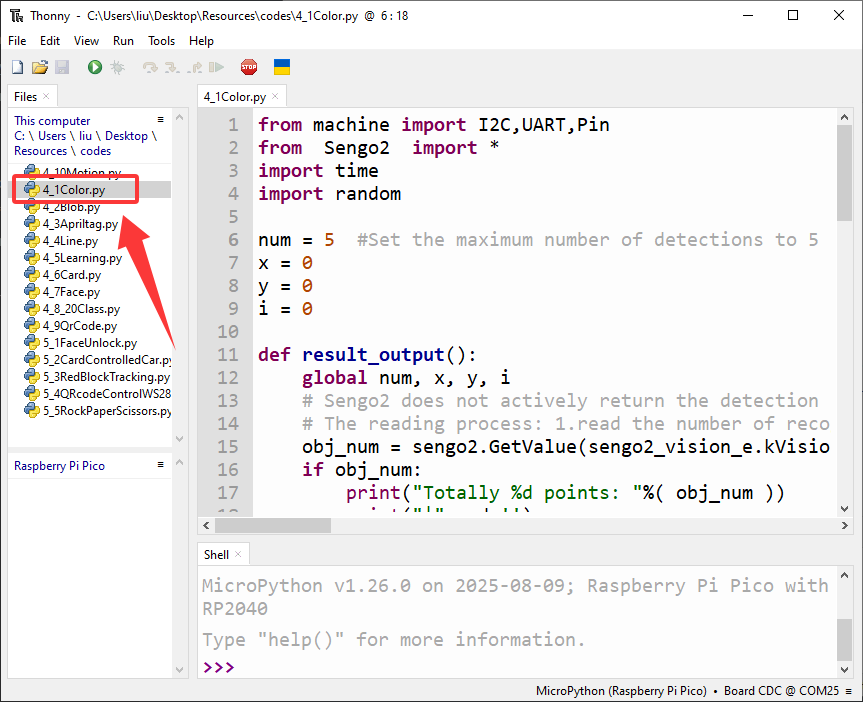 Thonny - C:\Users\liu\Desktop\Resources\codes\4_1Color.py @ 6 : 18
File Edit View Run Tools Help
STOP
Files ×
This computer ≡
C: \ Users \ liu \ Desktop \
Resources \ codes
4_10Motion.py
4_1Color.py
4_2Blob.py
4_3Apriltag.py
4_4Line.py
4_5Learning.py
4_6Card.py
4_7Face.py
4_8_20Class.py
4_9QrCode.py
5_1FaceUnlock.py
5_2CardControlledCar.py
5_3RedBlockTracking.py
5_4QRcodeControlWS28
5_5RockPaperScissors.py
Raspberry Pi Pico ≡
4_1Color.py ×
1 from machine import I2C,UART,Pin
2 from  Sengo2  import *
3 import time
4 import random
5
6 num = 5  #Set the maximum number of detections to 5
7 x = 0
8 y = 0
9 i = 0
10
11 def result_output():
12     global num, x, y, i
13     # Sengo2 does not actively return the detection
14     # The reading process: 1.read the number of reco
15     obj_num = sengo2.GetValue(sengo2_vision_e.kVisio
16     if obj_num:
17         print("Totally %d points: "%( obj_num ))
Shell ×
MicroPython v1.26.0 on 2025-08-09; Raspberry Pi Pico with
RP2040
Type "help()" for more information.
>>>
MicroPython (Raspberry Pi Pico) • Board CDC @ COM25 ≡